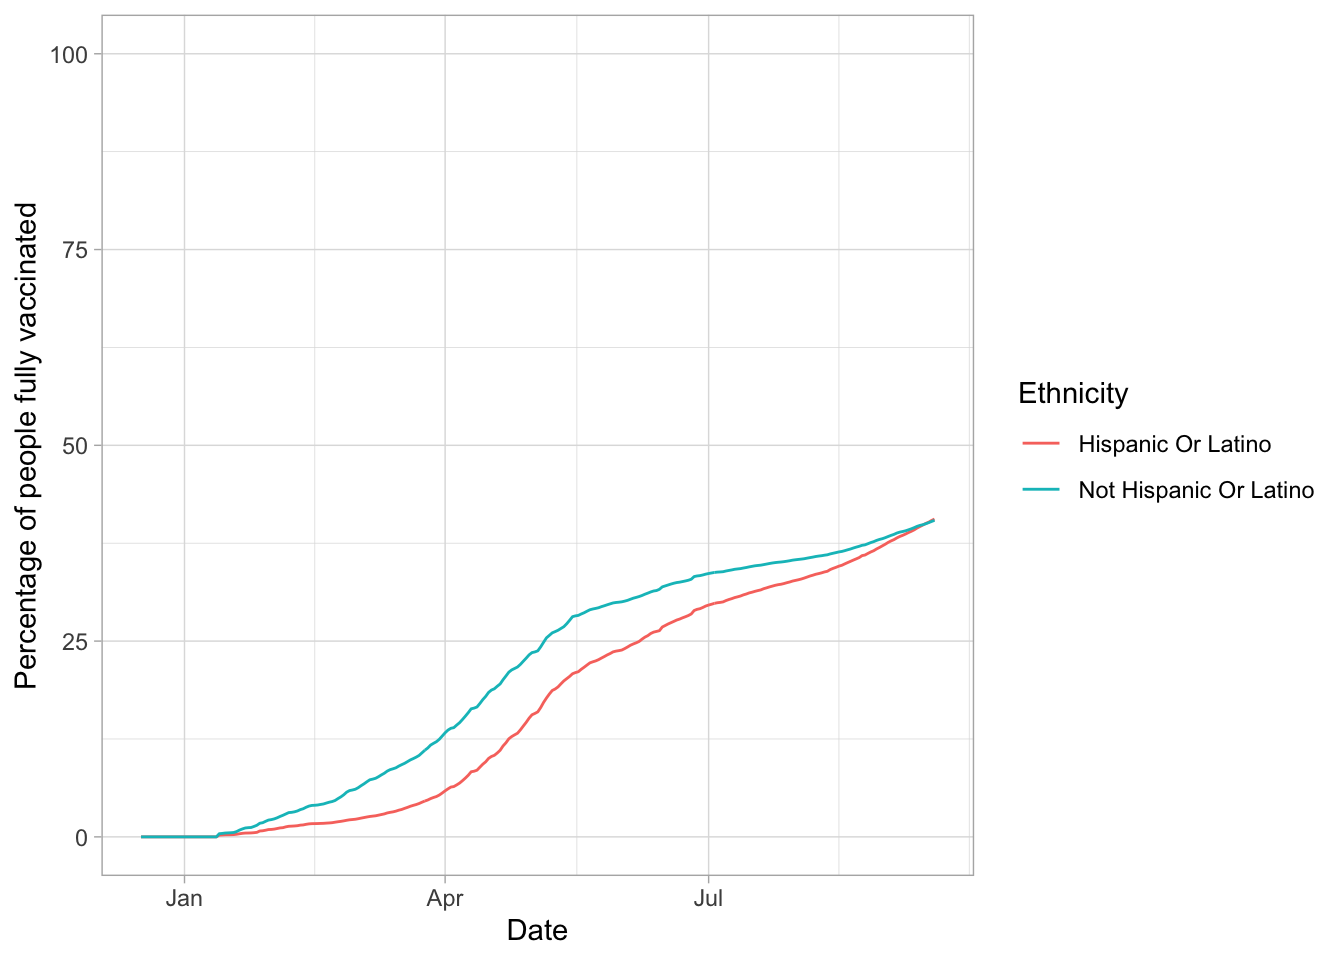 100
75
50
25
0
Percentage of people fully vaccinated
Jan
Apr
Jul
Date
Ethnicity
Hispanic Or Latino
Not Hispanic Or Latino